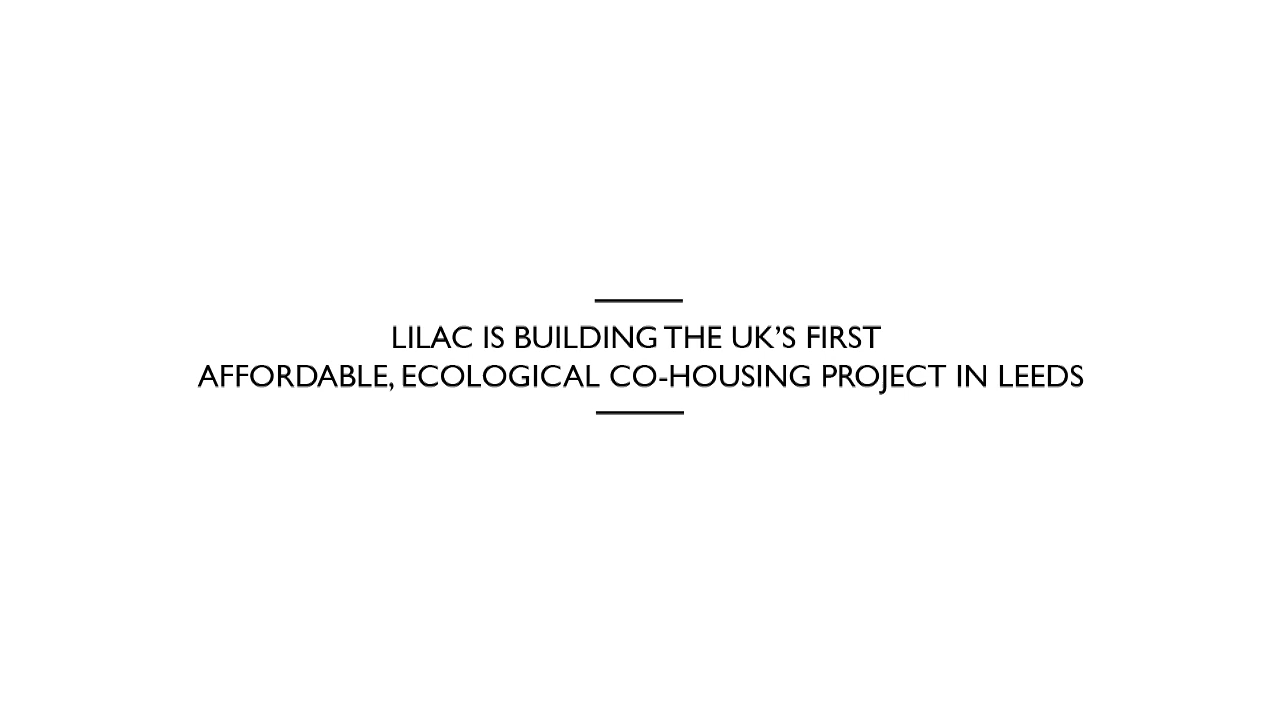 LILAC IS BUILDING THE UK’S FIRST
AFFORDABLE, ECOLOGICAL CO-HOUSING PROJECT IN LEEDS